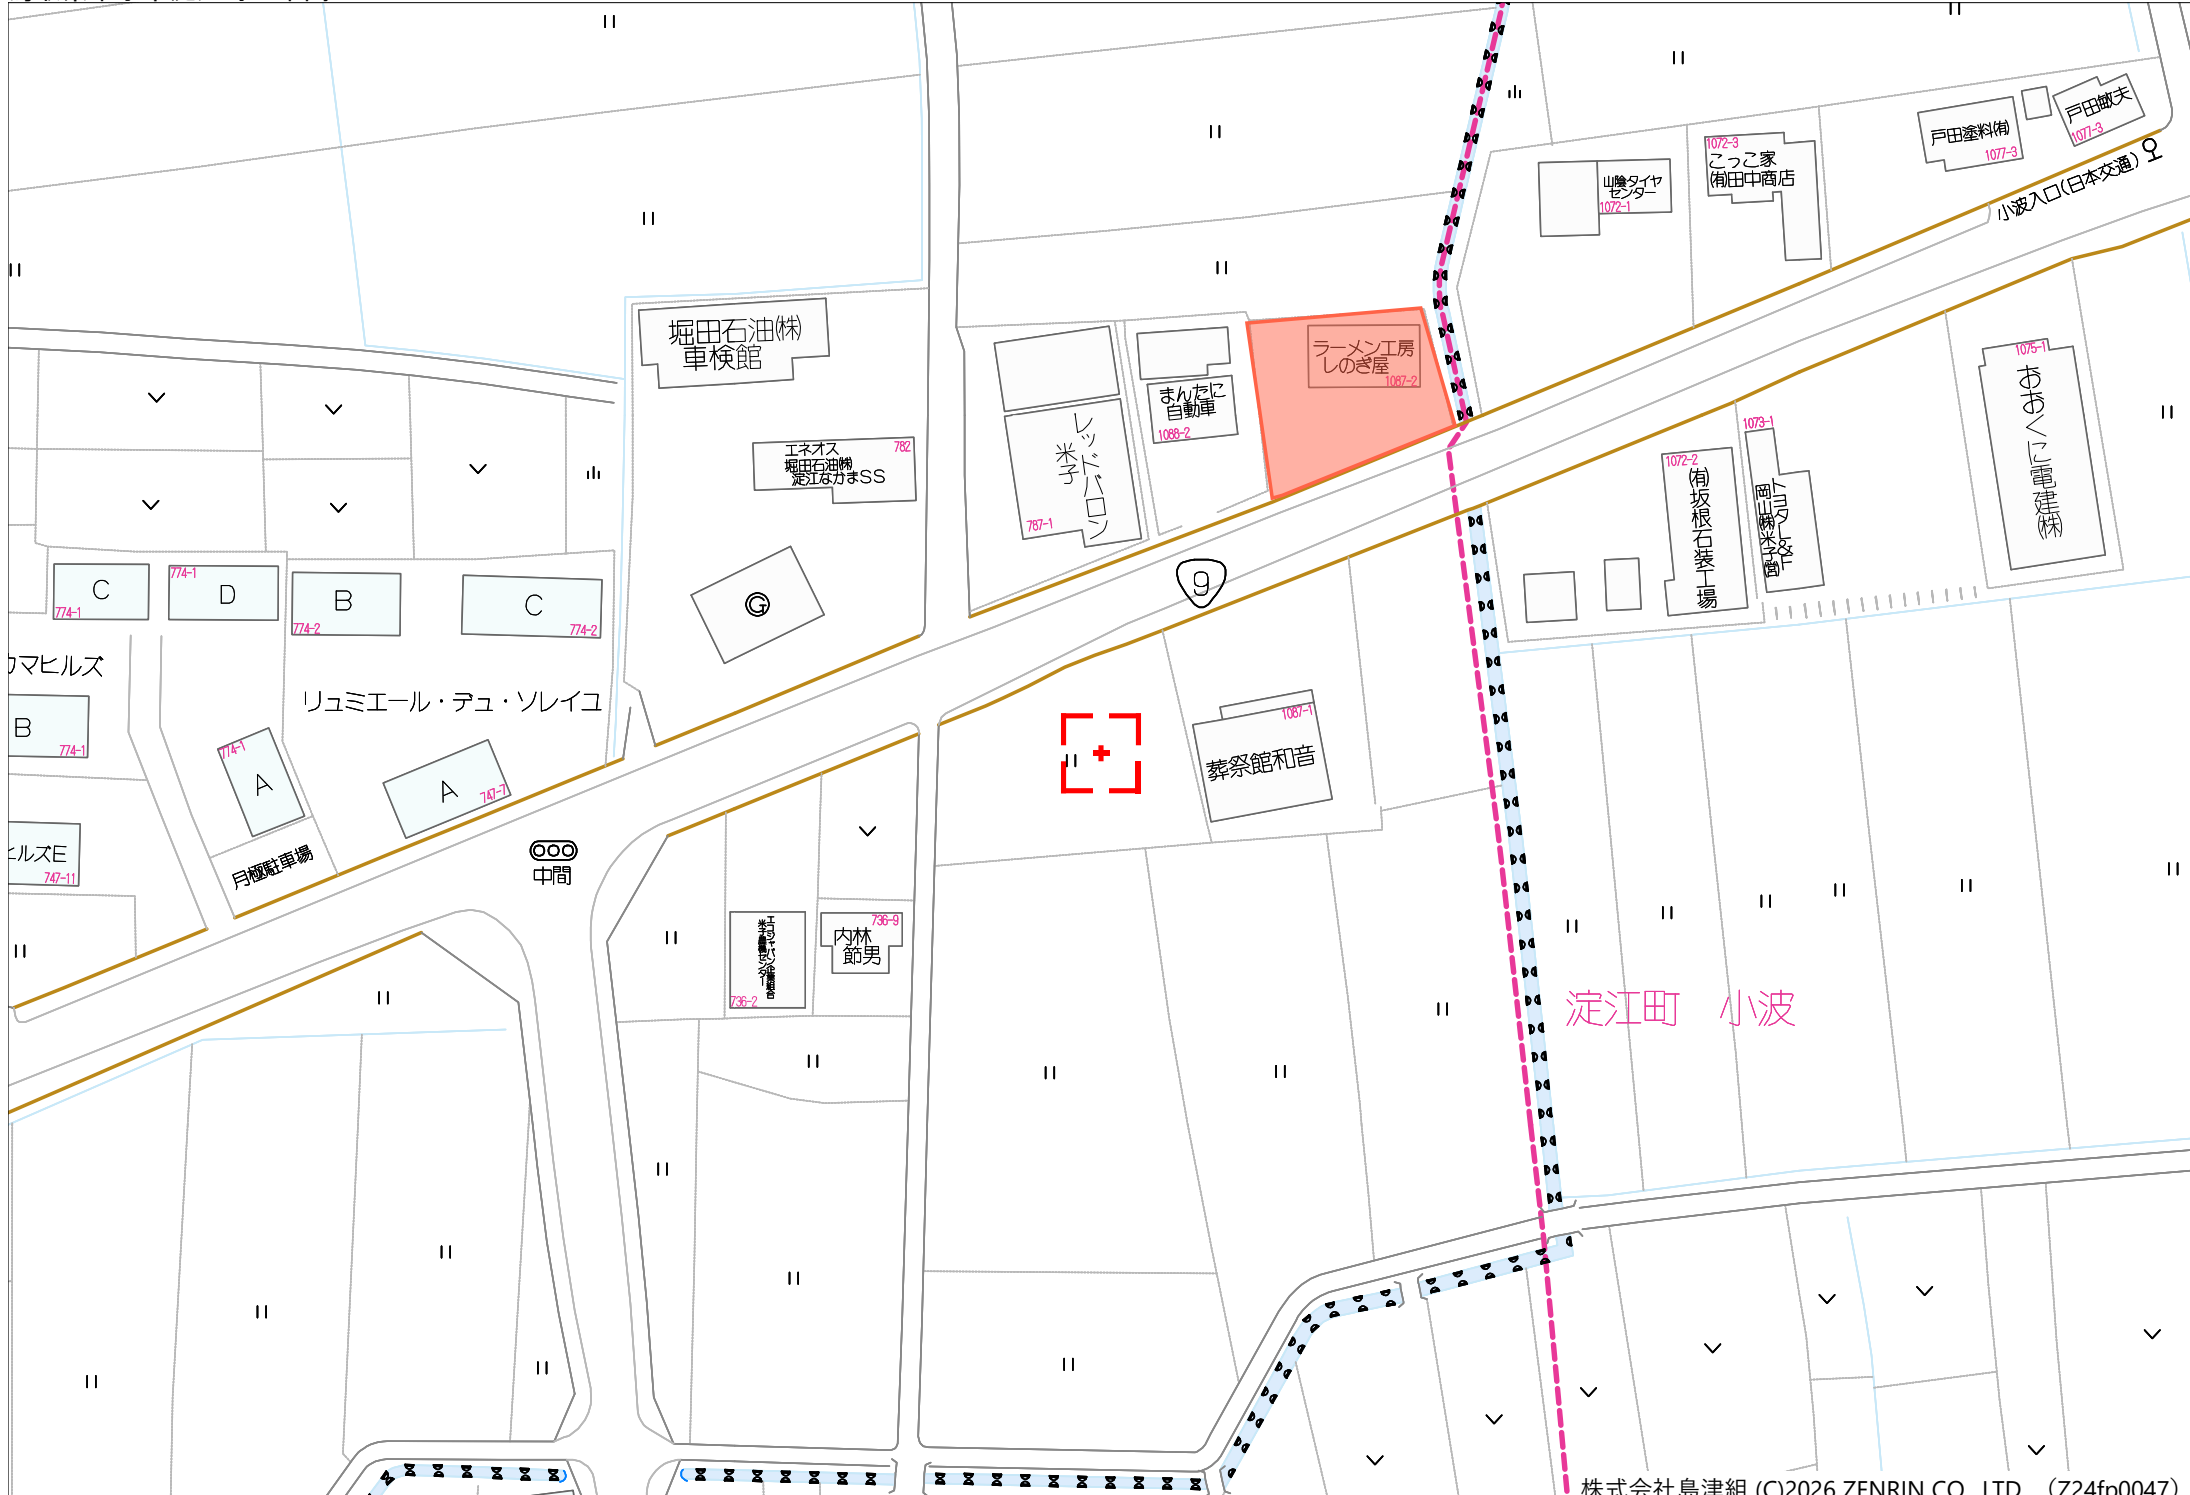 戸田敏夫
1077-3
戸田塗料㈲
1077-3
1072-3
こっこ家
㈲田中商店
山陰タイヤ
センター
1072-1
小波入口(日本交通)
堀田石油㈱
車検館
ラーメン工房
しのぎ屋
1087-2
まんたに
自動車
1088-2
レッドバロン
米子
787-1
エネオス
堀田石油㈱
淀江なかまSS
782
1075-1
おおくに電建㈱
1073-1
トヨタL&F
岡山㈱米子㈾
1072-2
㈲坂根石装工場
9
G
C
774-1
774-1
D
B
774-2
C
774-2
カマヒルズ
B
774-1
リュミエール・デュ・ソレイユ
774-1
A
A
747-7
ヒルズE
747-11
月極駐車場
中間
1087-1
葬祭館和音
736-2
736-9
内林
節男
淀江町 小波
株式会社島津組 (C)2026 ZENRIN CO., LTD. (Z24fp0047)